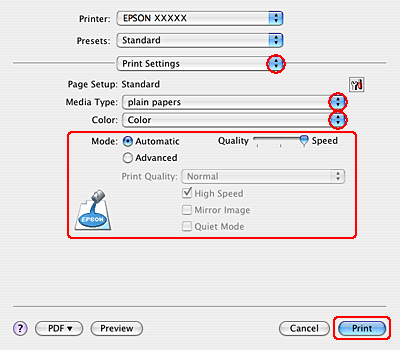 Printer: EPSON XXXXX
Presets: Standard
Print Settings
Page Setup: Standard
Media Type: plain papers
Color: Color
Mode: Automatic Quality Speed
Advanced
Print Quality: Normal
High Speed
EPSON Mirror Image
Quiet Mode
? PDF Preview Cancel Print